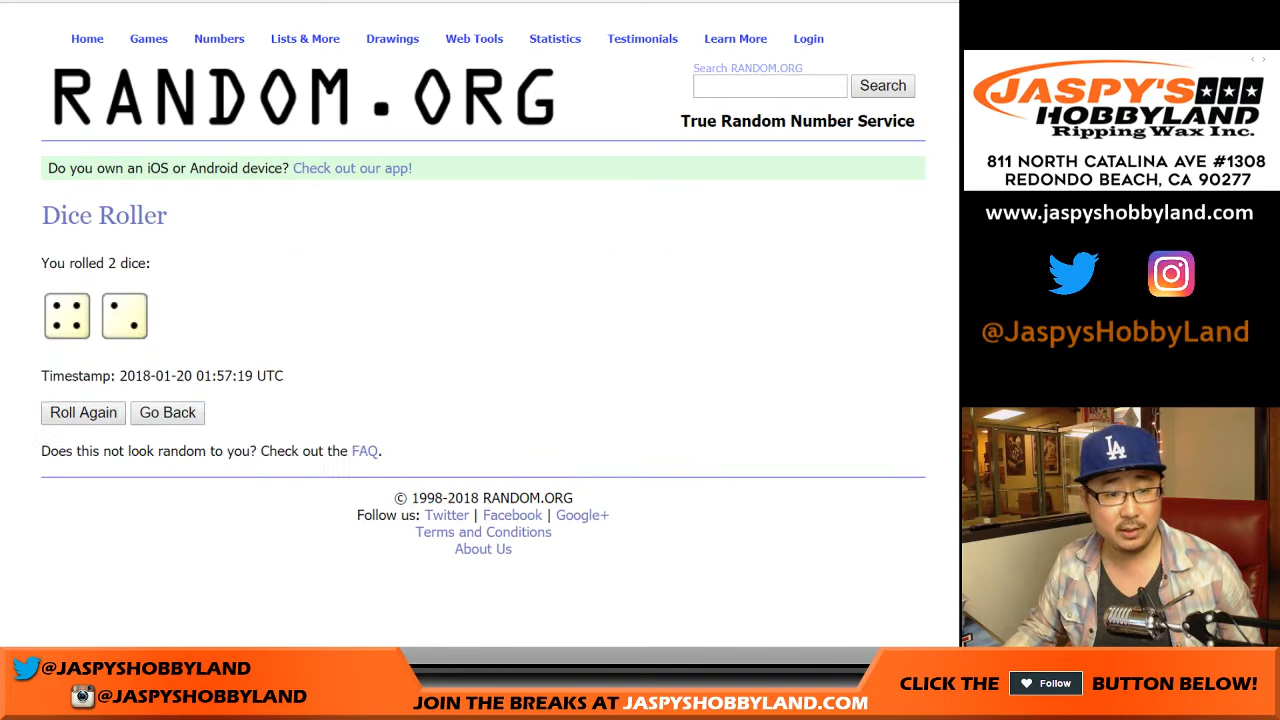 Home Games Numbers Lists & More Drawings Web Tools Statistics Testimonials Learn More Login
RANDOM.ORG
Search RANDOM.ORG
Search
True Random Number Service
Do you own an iOS or Android device? Check out our app!
Dice Roller
You rolled 2 dice:
Timestamp: 2018-01-20 01:57:19 UTC
Roll Again Go Back
Does this not look random to you? Check out the FAQ.
© 1998-2018 RANDOM.ORG
Follow us: Twitter | Facebook | Google+
Terms and Conditions
About Us
JASPY'S
HOBBYLAND
Ripping Wax Inc.
811 NORTH CATALINA AVE #1308
REDONDO BEACH, CA 90277
www.jaspyshobbyland.com
@JaspysHobbyLand
LA
@JASPYSHOBBYLAND
@JASPYSHOBBYLAND
JOIN THE BREAKS AT JASPYSHOBBYLAND.COM
CLICK THE Follow BUTTON BELOW!